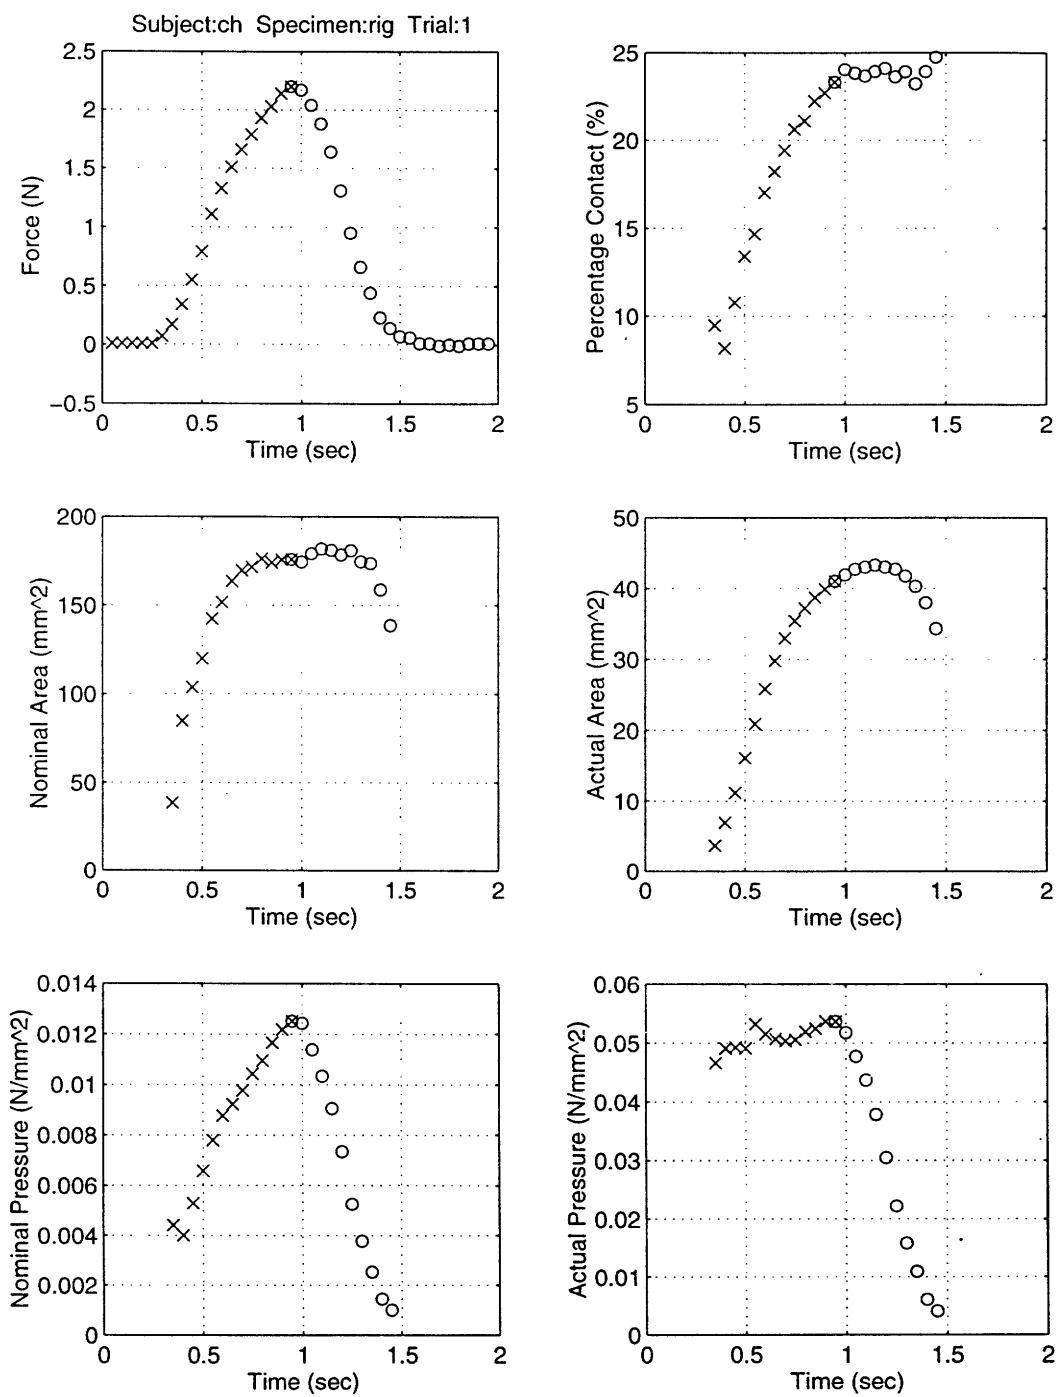 Subject:ch Specimen:rig Trial:1
2.5
2
1.5
1
0.5
0
−0.5
Force (N)
0 0.5 1 1.5 2
Time (sec)
25
20
15
10
5
Percentage Contact (%)
0 0.5 1 1.5 2
Time (sec)
200
150
100
50
0
Nominal Area (mm^2)
0 0.5 1 1.5 2
Time (sec)
50
40
30
20
10
0
Actual Area (mm^2)
0 0.5 1 1.5 2
Time (sec)
0.014
0.012
0.01
0.008
0.006
0.004
0.002
0
Nominal Pressure (N/mm^2)
0 0.5 1 1.5 2
Time (sec)
0.06
0.05
0.04
0.03
0.02
0.01
0
Actual Pressure (N/mm^2)
0 0.5 1 1.5 2
Time (sec)